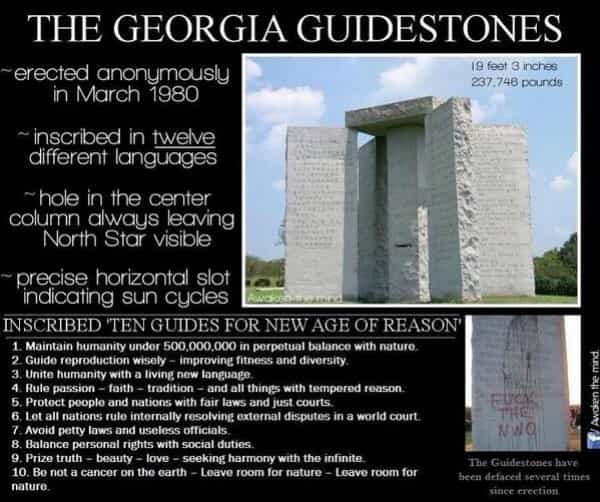 THE GEORGIA GUIDESTONES
~erected anonymously
in March 1980
~inscribed in twelve
different languages
~hole in the center
column always leaving
North Star visible
~precise horizontal slot
indicating sun cycles
19 feet 3 inches
237,746 pounds
Awaken the mind
INSCRIBED 'TEN GUIDES FOR NEW AGE OF REASON'
1. Maintain humanity under 500,000,000 in perpetual balance with nature.
2. Guide reproduction wisely – improving fitness and diversity.
3. Unite humanity with a living new language.
4. Rule passion – faith – tradition – and all things with tempered reason.
5. Protect people and nations with fair laws and just courts.
6. Let all nations rule internally resolving external disputes in a world court.
7. Avoid petty laws and useless officials.
8. Balance personal rights with social duties.
9. Prize truth – beauty – love – seeking harmony with the infinite.
10. Be not a cancer on the earth – Leave room for nature – Leave room for
nature.
FUCK
THE
NWO
The Guidestones have
been defaced several times
since erection
f Awaken the mind.